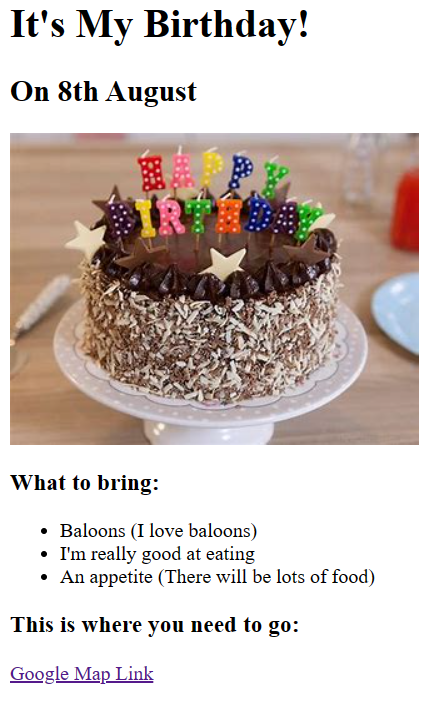 It's My Birthday!
On 8th August
HAPPY
BIRTHDAY
What to bring:
Baloons (I love baloons)
I'm really good at eating
An appetite (There will be lots of food)
This is where you need to go:
Google Map Link